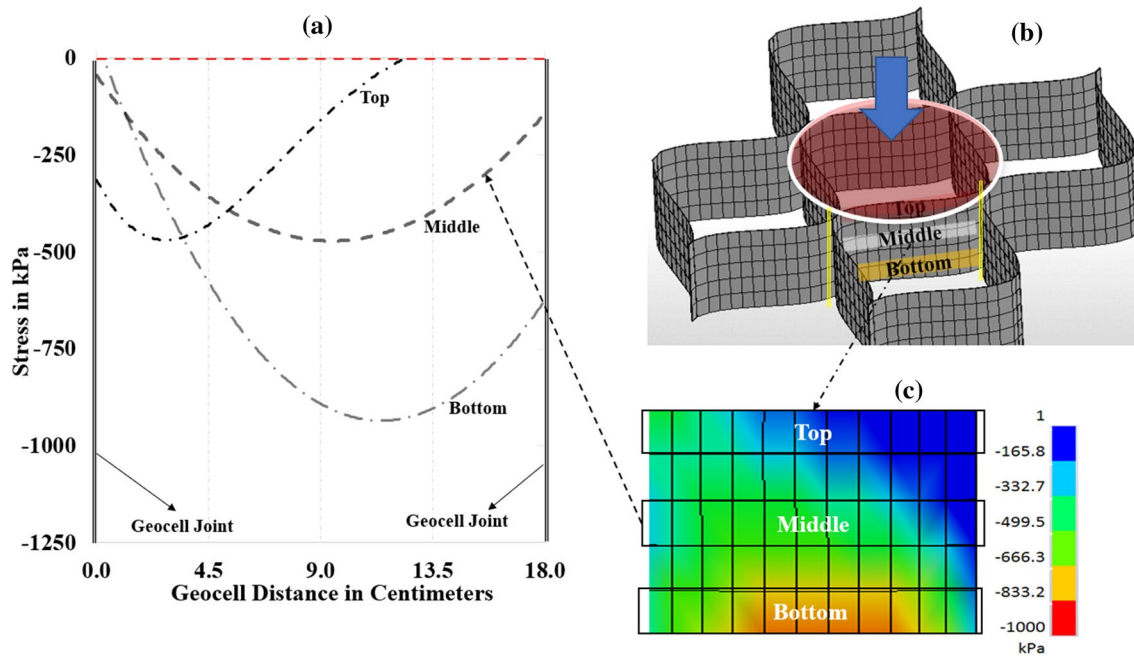 (a)
0
-250
-500
-750
-1000
-1250
Stress in kPa
Top
Middle
Bottom
Geocell Joint
Geocell Joint
0.0
4.5
9.0
13.5
18.0
Geocell Distance in Centimeters
(b)
Top
Middle
Bottom
(c)
Top
Middle
Bottom
1
-165.8
-332.7
-499.5
-666.3
-833.2
-1000
kPa